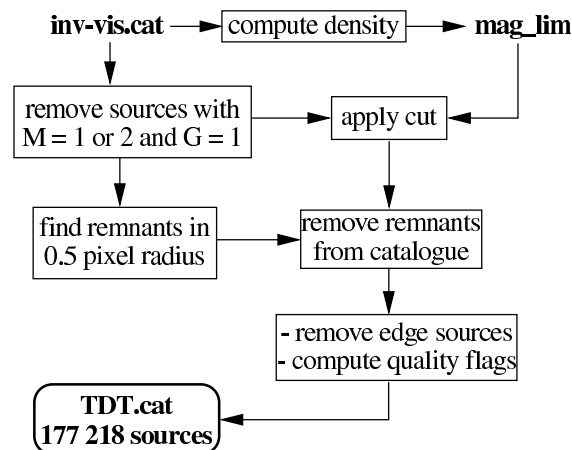 inv-vis.cat
compute density
mag_lim
remove sources with
M = 1 or 2 and G = 1
apply cut
find remnants in
0.5 pixel radius
remove remnants
from catalogue
- remove edge sources
- compute quality flags
TDT.cat
177 218 sources